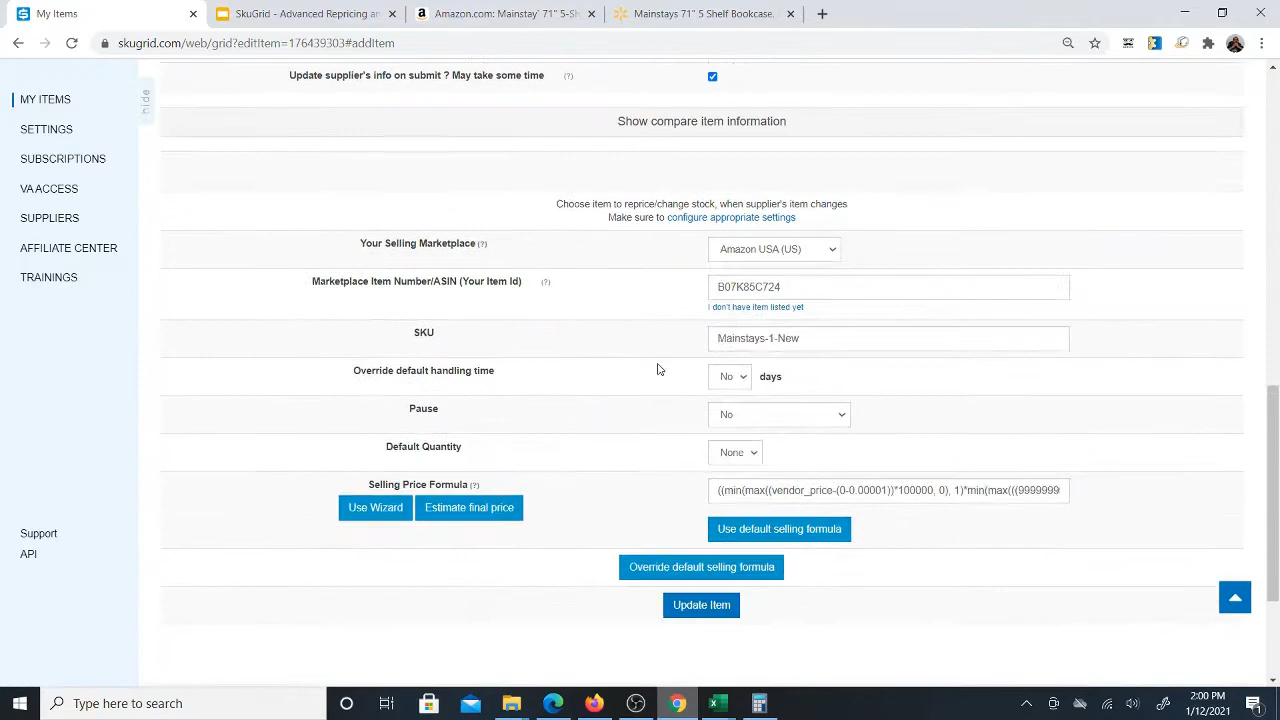 My Items
SkuGrid - Advanced Repricing an
Amazon.com: Mainstay' 71" 5-Sh
Mainstays 71" 5 Shelf Bookcase,
skugrid.com/web/grid?editItem=176439303#addItem
MY ITEMS
SETTINGS
SUBSCRIPTIONS
VA ACCESS
SUPPLIERS
AFFILIATE CENTER
TRAININGS
Support
API
hide
Update supplier's info on submit ? May take some time (?)
Show compare item information
Choose item to reprice/change stock, when supplier's item changes
Make sure to configure appropriate settings
Your Selling Marketplace (?)
Amazon USA (US)
Marketplace Item Number/ASIN (Your Item Id) (?)
B07K85C724
I don't have item listed yet
SKU
Mainstays-1-New
Override default handling time
No days
Pause
No
Default Quantity
None
Selling Price Formula (?)
((min(max((vendor_price-(0-0.00001))*100000, 0), 1)*min(max(((9999999
Use Wizard
Estimate final price
Use default selling formula
Override default selling formula
Update Item
Type here to search
2:00 PM
1/12/2021